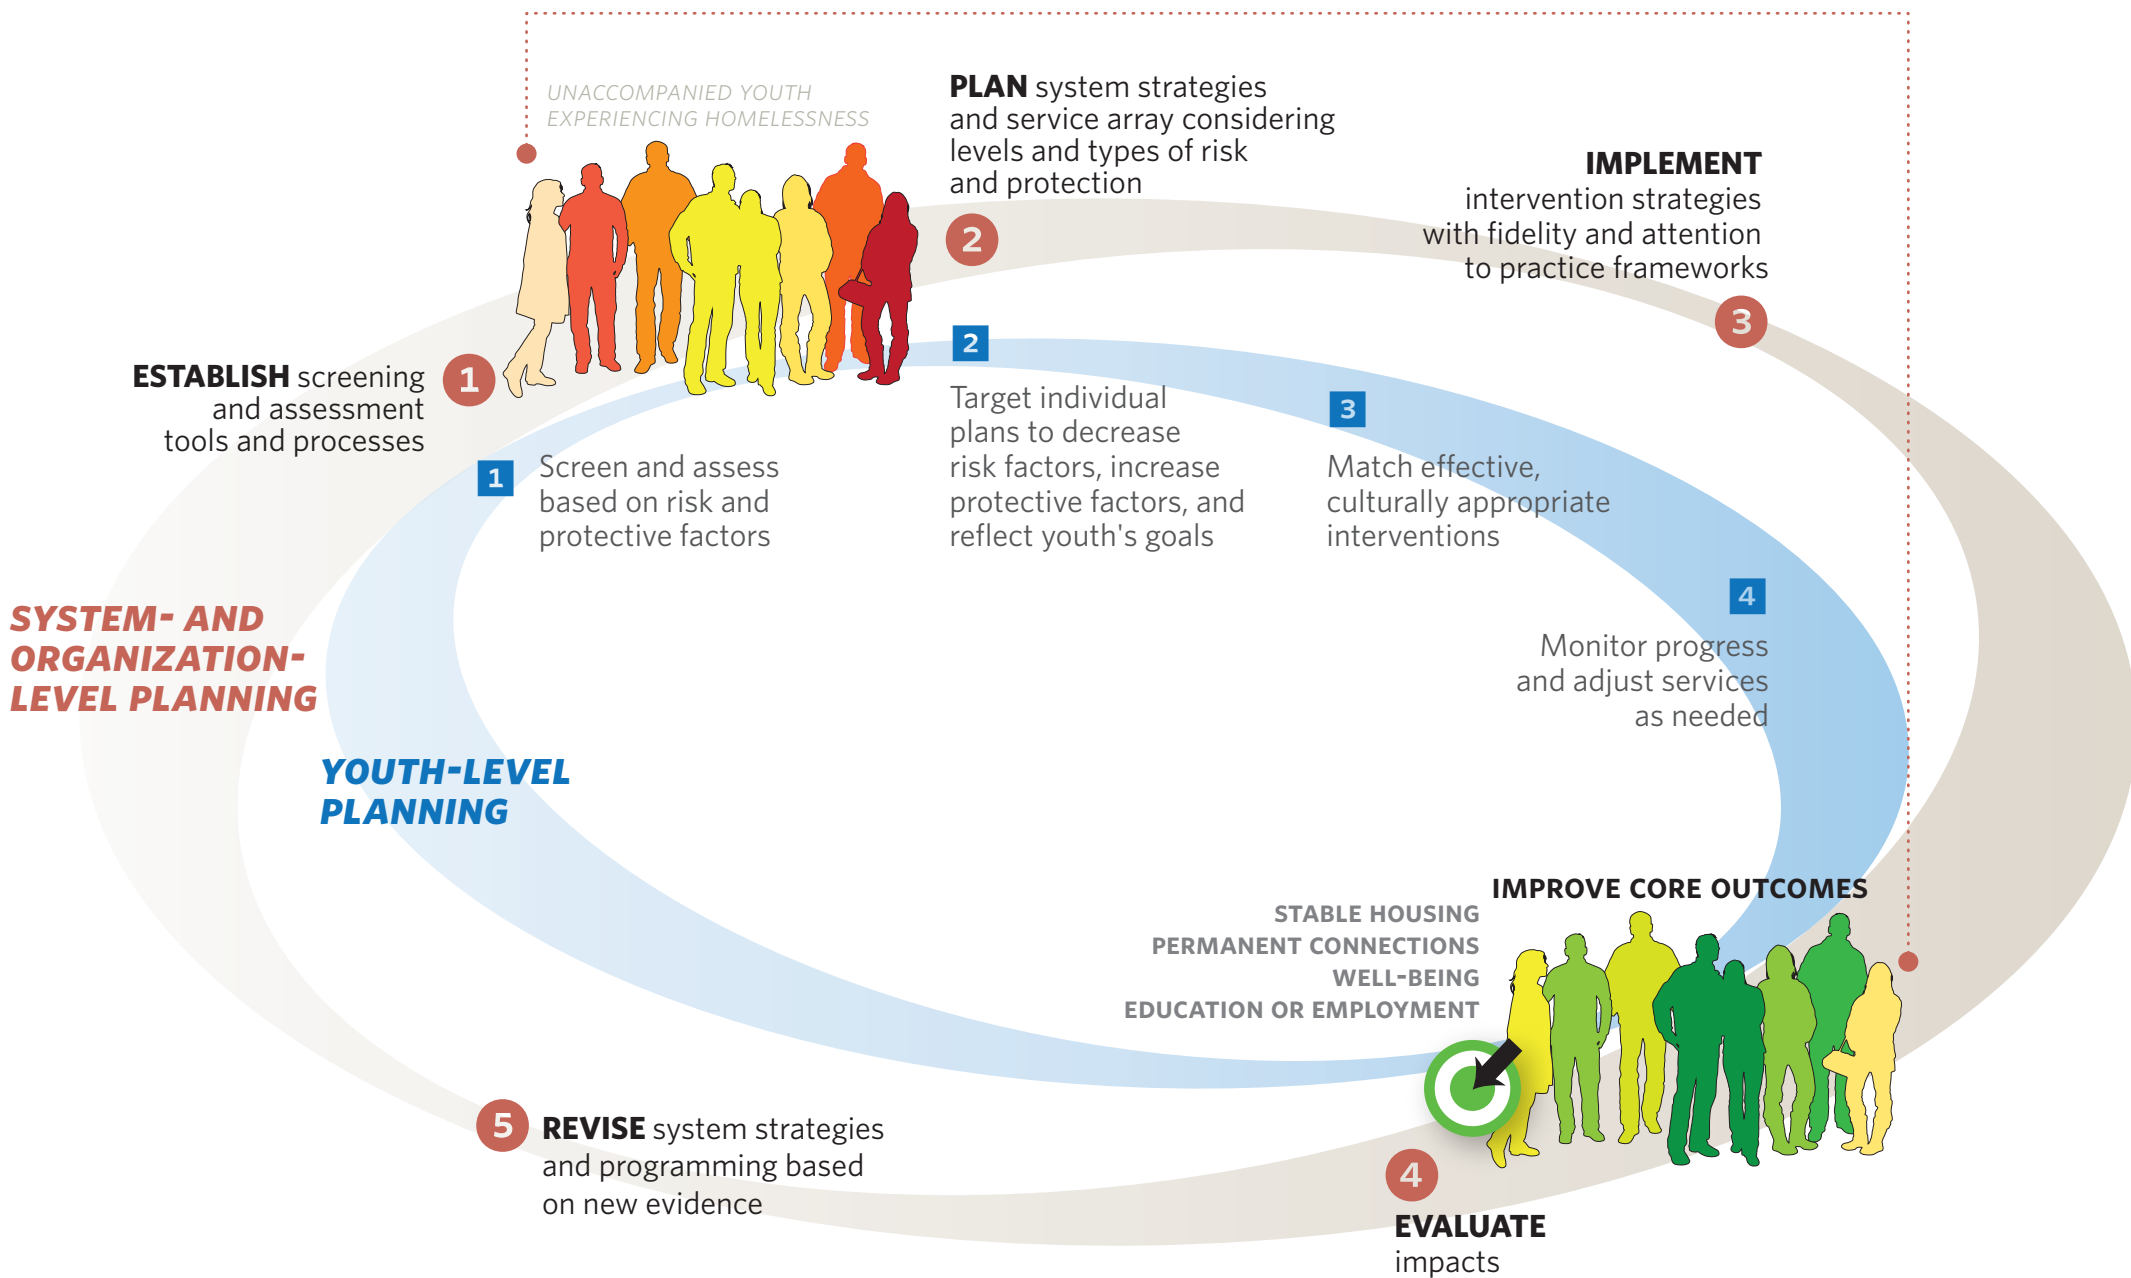 UNACCOMPANIED YOUTH
EXPERIENCING HOMELESSNESS
PLAN system strategies
and service array considering
levels and types of risk
and protection
2
IMPLEMENT
intervention strategies
with fidelity and attention
to practice frameworks
3
ESTABLISH screening
and assessment
tools and processes
1
1
Screen and assess
based on risk and
protective factors
2
Target individual
plans to decrease
risk factors, increase
protective factors, and
reflect youth's goals
3
Match effective,
culturally appropriate
interventions
4
Monitor progress
and adjust services
as needed
SYSTEM- AND
ORGANIZATION-
LEVEL PLANNING
YOUTH-LEVEL
PLANNING
IMPROVE CORE OUTCOMES
STABLE HOUSING
PERMANENT CONNECTIONS
WELL-BEING
EDUCATION OR EMPLOYMENT
5
REVISE system strategies
and programming based
on new evidence
4
EVALUATE
impacts